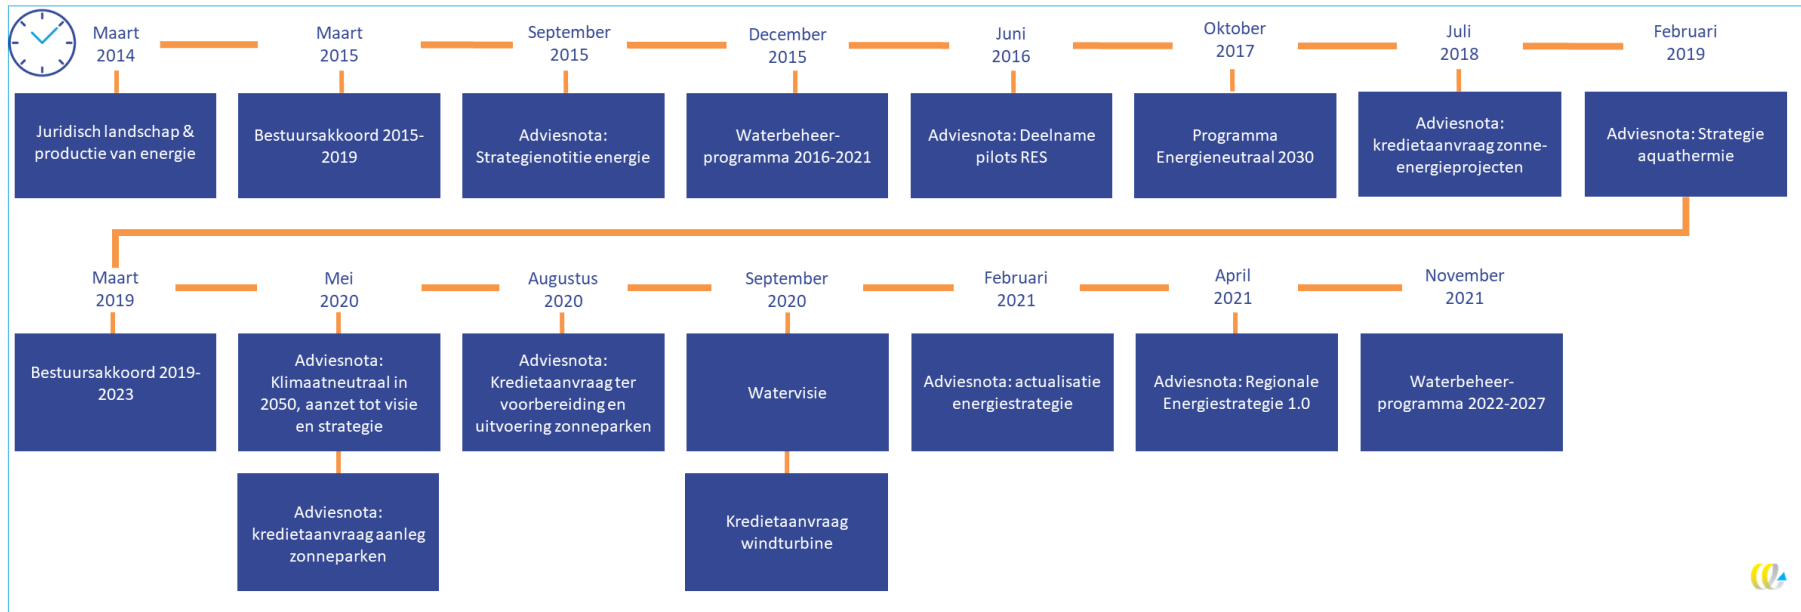 Maart
2014
Juridisch landschap &
productie van energie
Maart
2015
Bestuursakkoord 2015-
2019
September
2015
Adviesnota:
Strategienotitie energie
December
2015
Waterbeheer-
programma 2016-2021
Juni
2016
Adviesnota: Deelname
pilots RES
Oktober
2017
Programma
Energieneutraal 2030
Juli
2018
Adviesnota:
kredietaanvraag zonne-
energieprojecten
Februari
2019
Adviesnota: Strategie
aquathermie
Maart
2019
Bestuursakkoord 2019-
2023
Mei
2020
Adviesnota:
Klimaatneutraal in
2050, aanzet tot visie
en strategie
Adviesnota:
kredietaanvraag aanleg
zonneparken
Augustus
2020
Adviesnota:
Kredietaanvraag ter
voorbereiding en
uitvoering zonneparken
September
2020
Watervisie
Kredietaanvraag
windturbine
Februari
2021
Adviesnota: actualisatie
energiestrategie
April
2021
Adviesnota: Regionale
Energiestrategie 1.0
November
2021
Waterbeheer-
programma 2022-2027